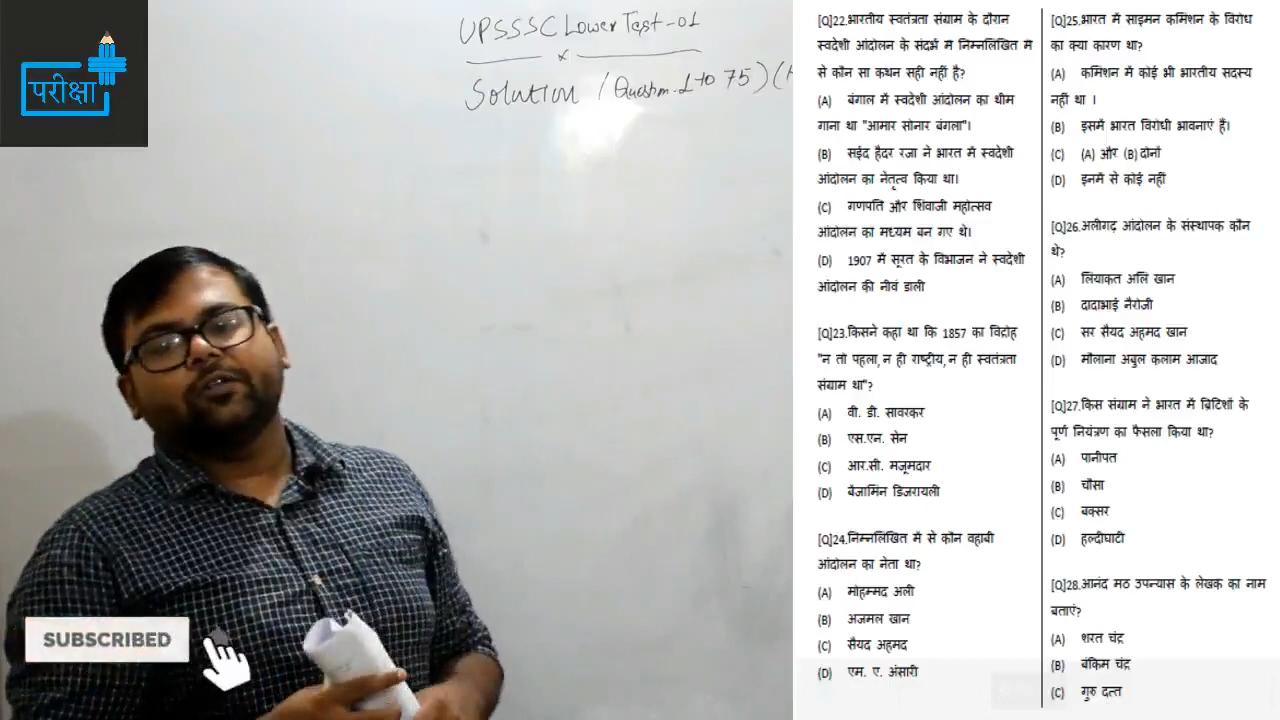 परीक्षा
UPSSSC Lower Test-01
Solution / Question.1 to 75)
SUBSCRIBED
[Q]22.भारतीय स्वतंत्रता संग्राम के दौरान
स्वदेशी आंदोलन के संदर्भ में निम्नलिखित में
से कौन सा कथन सही नहीं है?
(A) बंगाल में स्वदेशी आंदोलन का थीम
गाना था "आमार सोनार बंगला"।
(B) सईद हैदर रजा ने भारत में स्वदेशी
आंदोलन का नेतृत्व किया था।
(C) गणपति और शिवाजी महोत्सव
आंदोलन का मध्यम बन गए थे।
(D) 1907 में सूरत के विभाजन ने स्वदेशी
आंदोलन की नीवं डाली
[Q]23.किसने कहा था कि 1857 का विद्रोह
"न तो पहला, न ही राष्ट्रीय, न ही स्वतंत्रता
संग्राम था"?
(A) वी. डी. सावरकर
(B) एस.एन. सेन
(C) आर.सी. मजूमदार
(D) बेंजामिन डिजरायली
[Q]24.निम्नलिखित में से कौन वहाबी
आंदोलन का नेता था?
(A) मोहम्मद अली
(B) अजमल खान
(C) सैयद अहमद
(D) एम. ए. अंसारी
[Q]25.भारत में साइमन कमिशन के विरोध
का क्या कारण था?
(A) कमिशन में कोई भी भारतीय सदस्य
नहीं था ।
(B) इसमें भारत विरोधी भावनाएं हैं।
(C) (A) और (B) दोनों
(D) इनमें से कोई नहीं
[Q]26.अलीगढ़ आंदोलन के संस्थापक कौन
थे?
(A) लियाकत अलि खान
(B) दादाभाई नैरोजी
(C) सर सैयद अहमद खान
(D) मौलाना अबुल कलाम आजाद
[Q]27.किस संग्राम ने भारत में ब्रिटिशों के
पूर्ण नियंत्रण का फैसला किया था?
(A) पानीपत
(B) चौसा
(C) बक्सर
(D) हल्दीघाटी
[Q]28.आनंद मठ उपन्यास के लेखक का नाम
बताएं?
(A) शरत चंद्र
(B) बंकिम चंद्र
(C) गुरु दत्त